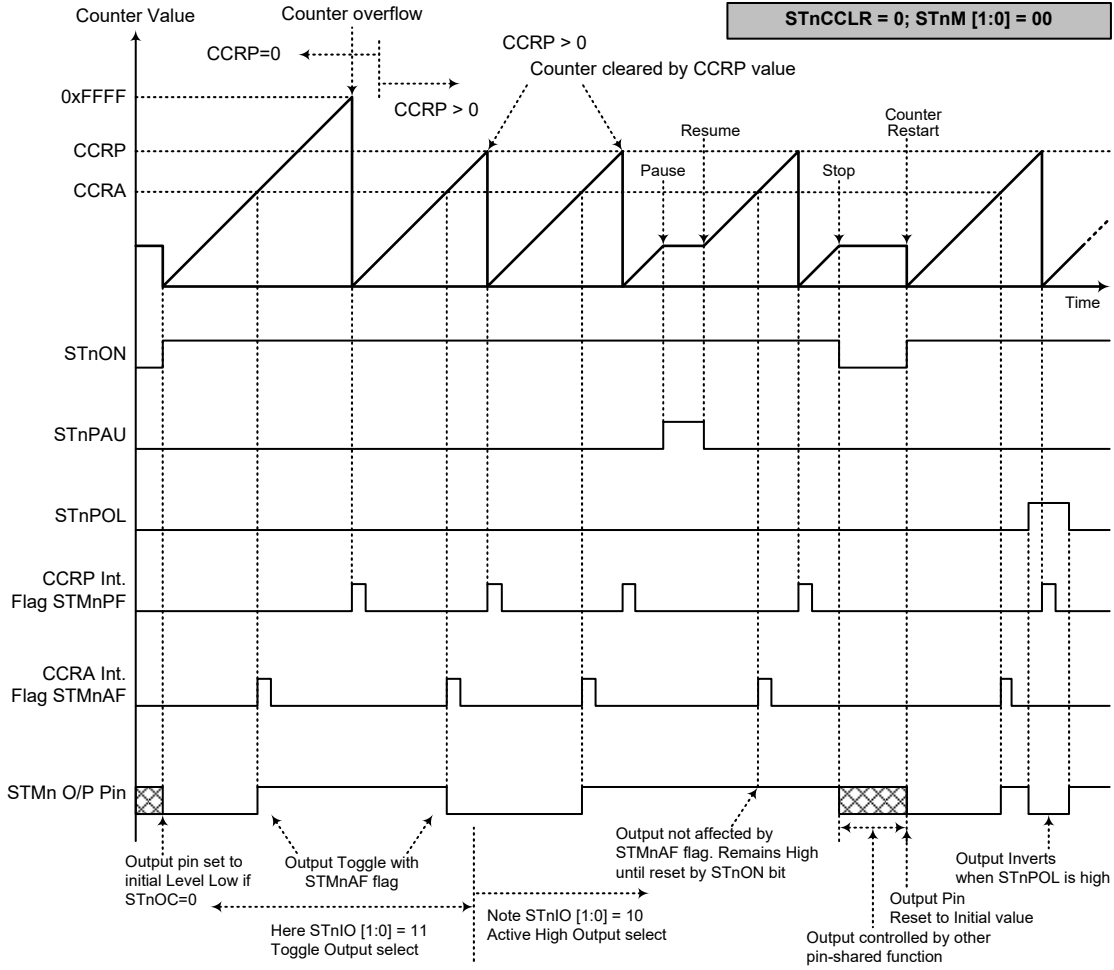 Counter Value
Counter overflow
STnCCLR = 0; STnM [1:0] = 00
CCRP=0
CCRP > 0
CCRP > 0
Counter cleared by CCRP value
0xFFFF
CCRP
CCRA
Pause
Resume
Stop
Counter
Restart
Time
STnON
STnPAU
STnPOL
CCRP Int.
Flag STMnPF
CCRA Int.
Flag STMnAF
STMn O/P Pin
Output pin set to
initial Level Low if
STnOC=0
Output Toggle with
STMnAF flag
Here STnIO [1:0] = 11
Toggle Output select
Note STnIO [1:0] = 10
Active High Output select
Output not affected by
STMnAF flag. Remains High
until reset by STnON bit
Output controlled by other
pin-shared function
Output Pin
Reset to Initial value
Output Inverts
when STnPOL is high